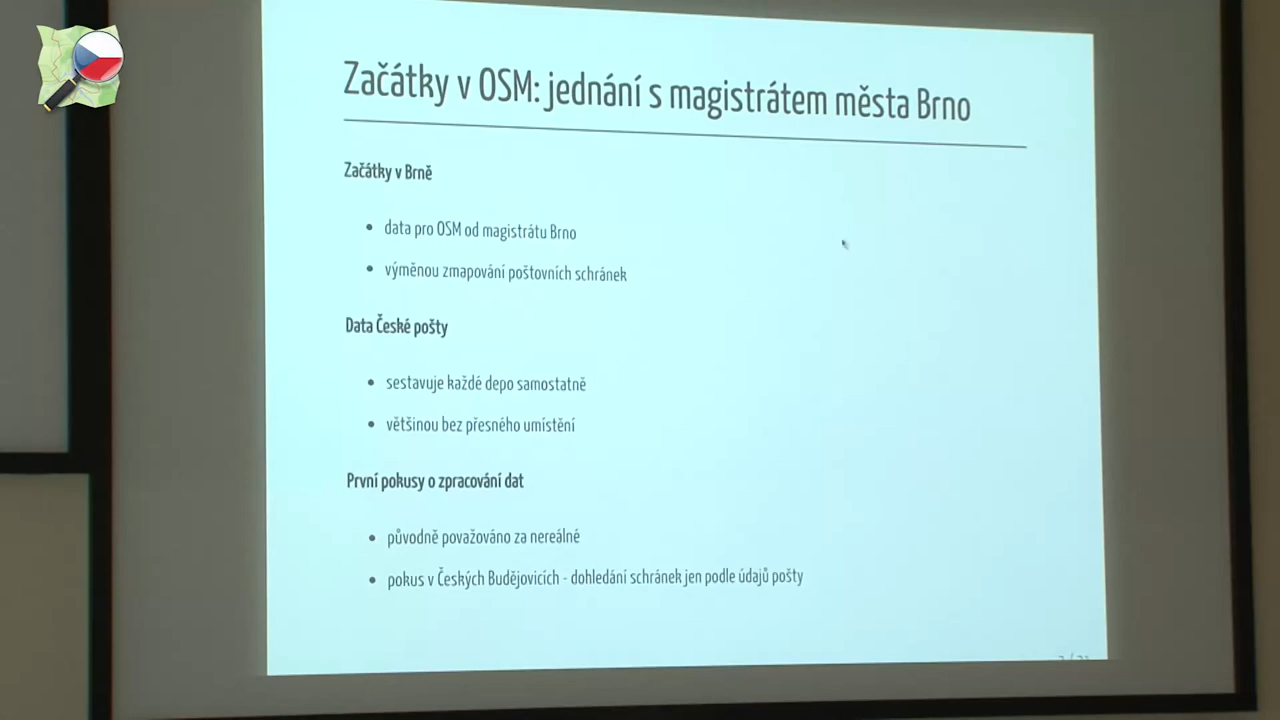 Začátky v OSM: jednání s magistrátem města Brno
Začátky v Brně
• data pro OSM od magistrátu Brno
• výměnou zmapování poštovních schránek
Data České pošty
• sestavuje každé depo samostatně
• většinou bez přesného umístění
První pokusy o zpracování dat
• původně považováno za nereálné
• pokus v Českých Budějovicích - dohledání schránek jen podle údajů pošty